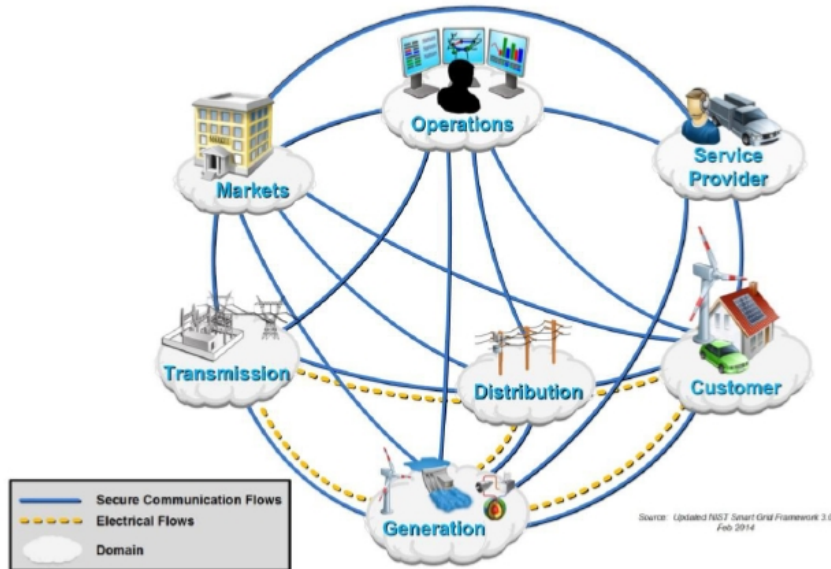 Operations
Markets
Service
Provider
Transmission
Distribution
Customer
Generation
Secure Communication Flows
Electrical Flows
Domain
Source: Updated NIST Smart Grid Framework 3.0
Feb 2014